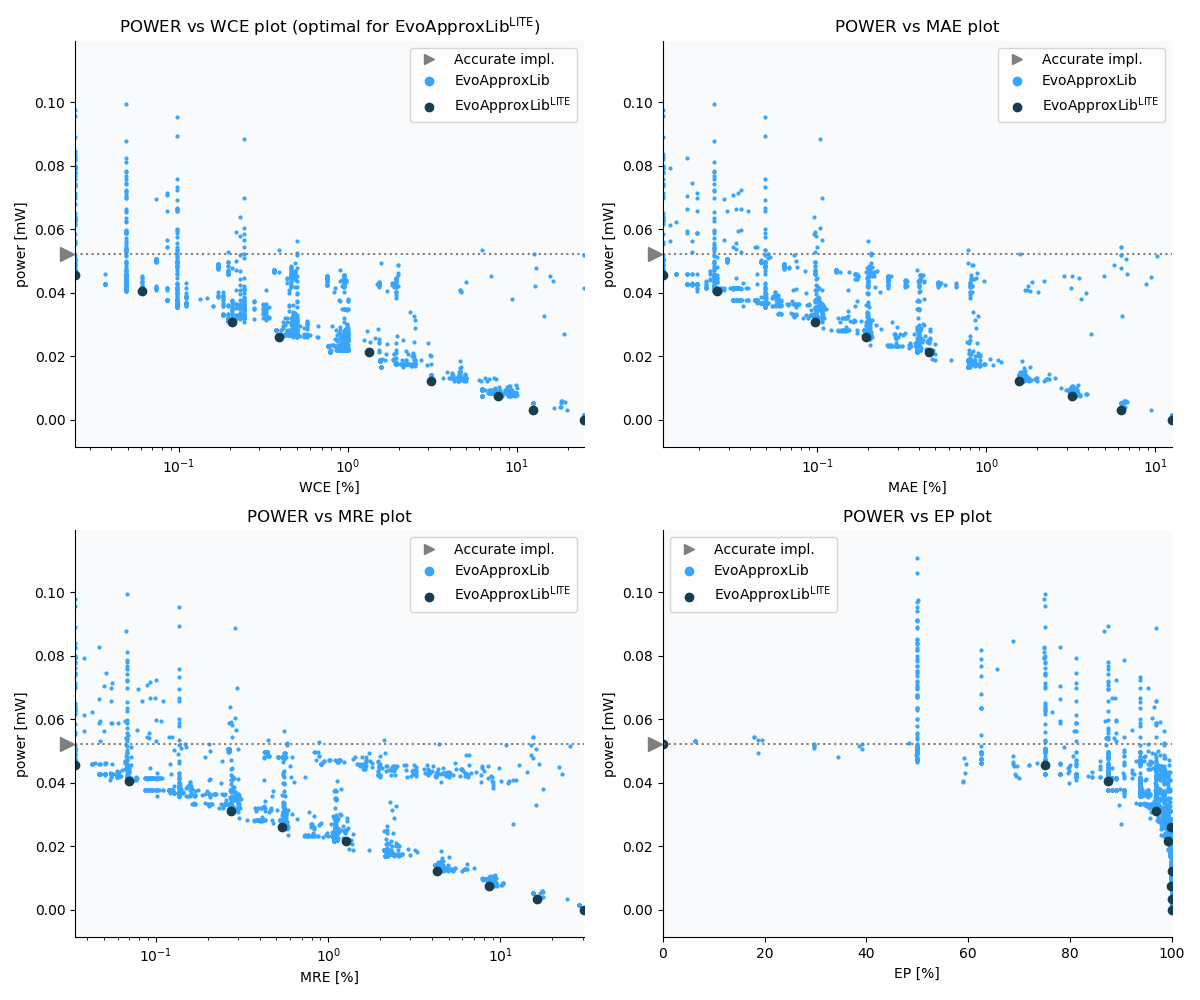 POWER vs WCE plot (optimal for EvoApproxLib^LITE)
Accurate impl.
EvoApproxLib
EvoApproxLib^LITE
0.10
0.08
0.06
0.04
0.02
0.00
power [mW]
10^-1
10^0
10^1
WCE [%]
POWER vs MAE plot
Accurate impl.
EvoApproxLib
EvoApproxLib^LITE
0.10
0.08
0.06
0.04
0.02
0.00
power [mW]
10^-1
10^0
10^1
MAE [%]
POWER vs MRE plot
Accurate impl.
EvoApproxLib
EvoApproxLib^LITE
0.10
0.08
0.06
0.04
0.02
0.00
power [mW]
10^-1
10^0
10^1
MRE [%]
POWER vs EP plot
Accurate impl.
EvoApproxLib
EvoApproxLib^LITE
0.10
0.08
0.06
0.04
0.02
0.00
power [mW]
0 20 40 60 80 100
EP [%]